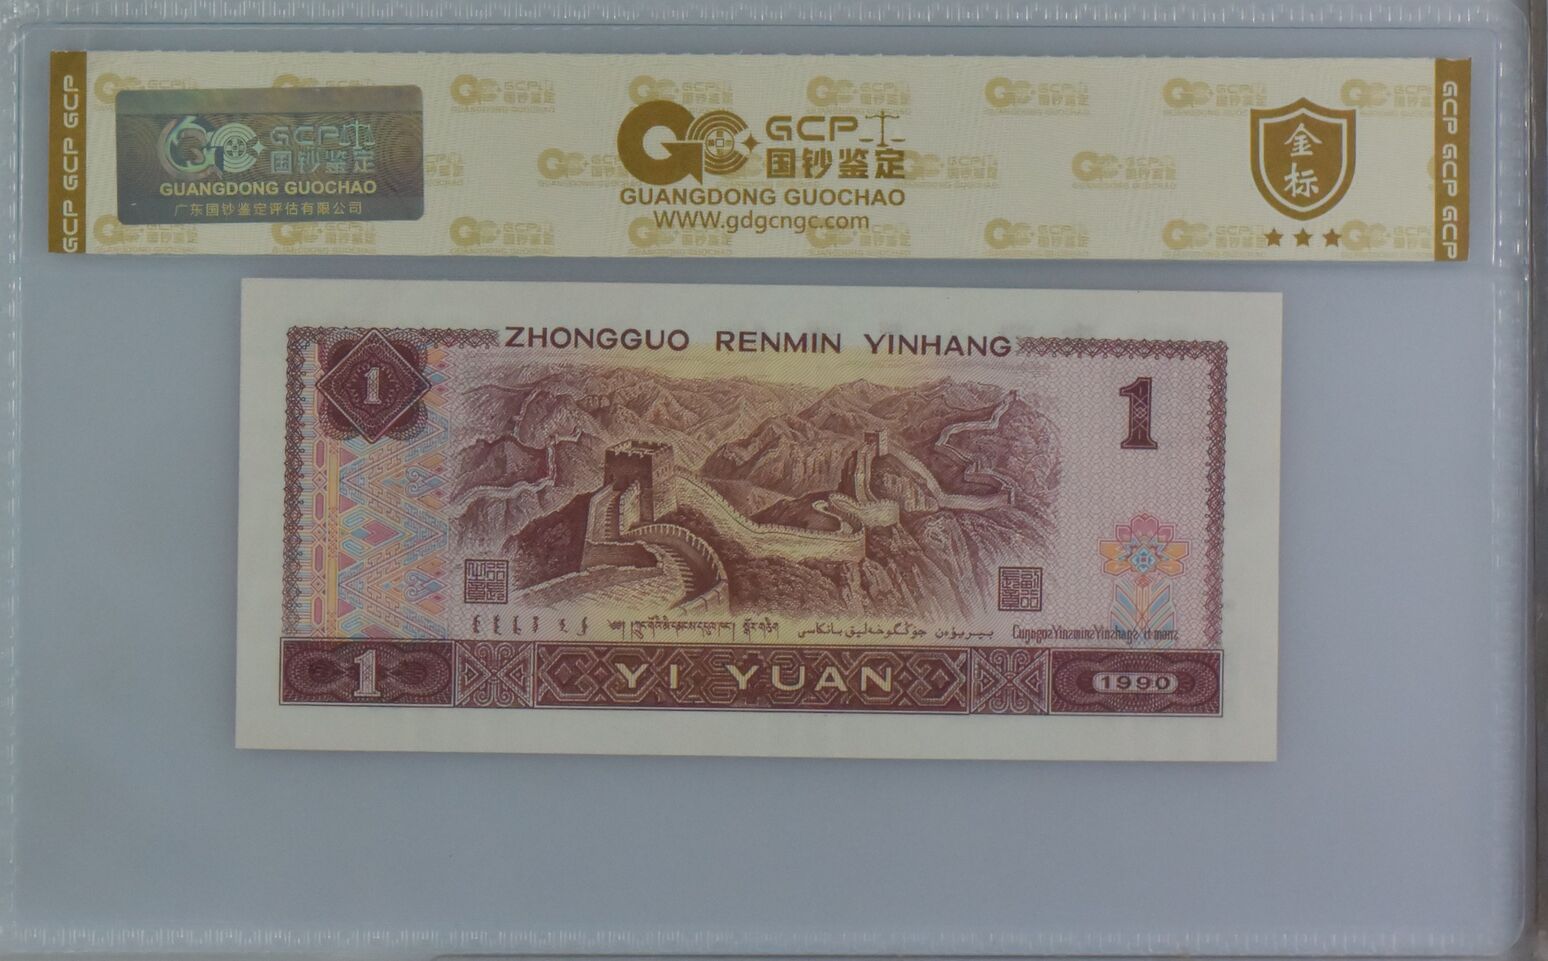 GCP GCP GCP
GCP 国钞鉴定
GUANGDONG GUOCHAO
广东国钞鉴定评估有限公司
GCP
国钞鉴定
GUANGDONG GUOCHAO
WWW.gdgcngc.com
金标
GCP GCP GCP
ZHONGGUO RENMIN YINHANG
1
1
1
YI YUAN
1990